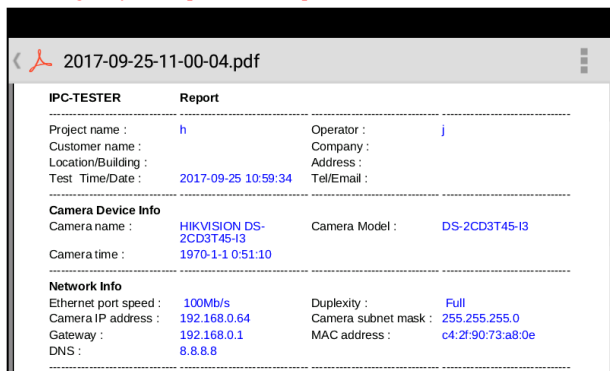 2017-09-25-11-00-04.pdf
IPC-TESTER Report
Project name : h Operator : j
Customer name : Company :
Location/Building : Address :
Test Time/Date : 2017-09-25 10:59:34 Tel/Email :
Camera Device Info
Camera name : HIKVISION DS-2CD3T45-I3 Camera Model : DS-2CD3T45-I3
Camera time : 1970-1-1 0:51:10
Network Info
Ethernet port speed : 100Mb/s Duplexity : Full
Camera IP address : 192.168.0.64 Camera subnet mask : 255.255.255.0
Gateway : 192.168.0.1 MAC address : c4:2f:90:73:a8:0e
DNS : 8.8.8.8